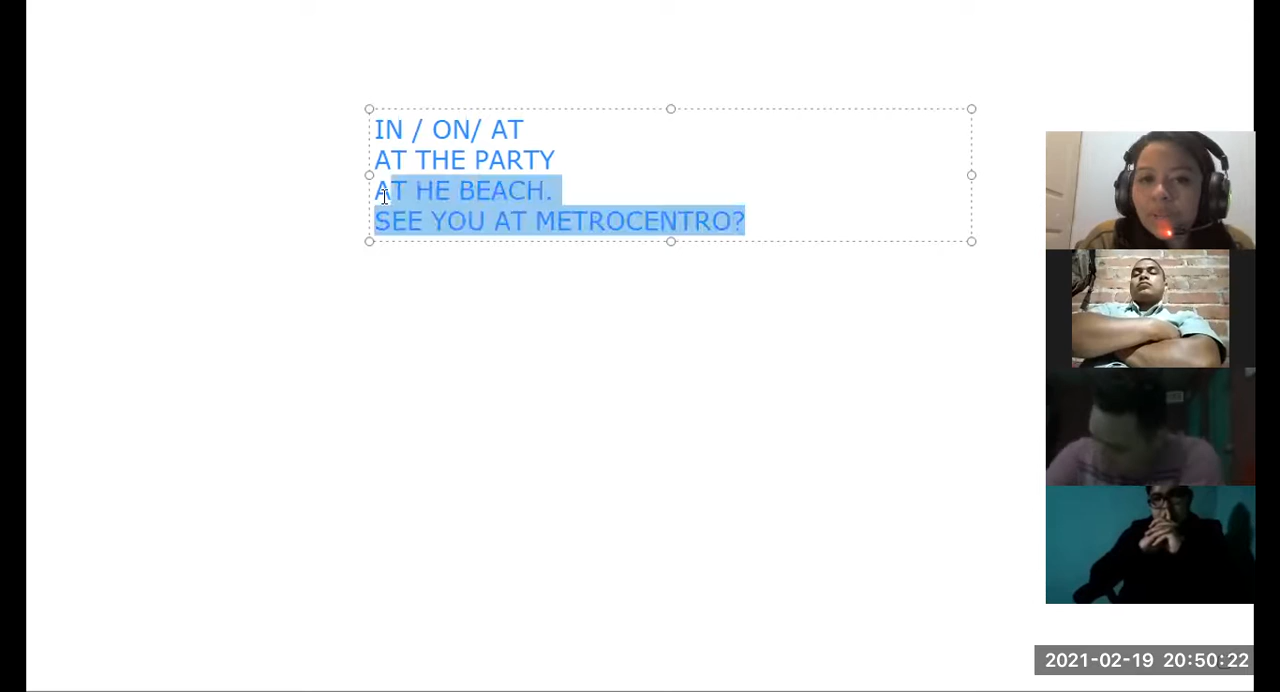 IN / ON/ AT
AT THE PARTY
AT HE BEACH.
SEE YOU AT METROCENTRO?
2021-02-19 20:50:22